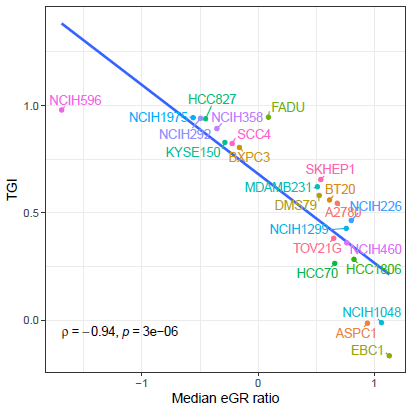 NCIH596
HCC827
FADU
NCIH1975
NCIH358
NCIH292
SCC4
KYSE150
BXPC3
SKHEP1
MDAMB231
BT20
DMS79
A2780
NCIH226
NCIH1299
TOV21G
NCIH460
HCC70
HCC1806
NCIH1048
ASPC1
EBC1
ρ = −0.94, p = 3e−06
1.0
0.5
0.0
TGI
−1
0
1
Median eGR ratio